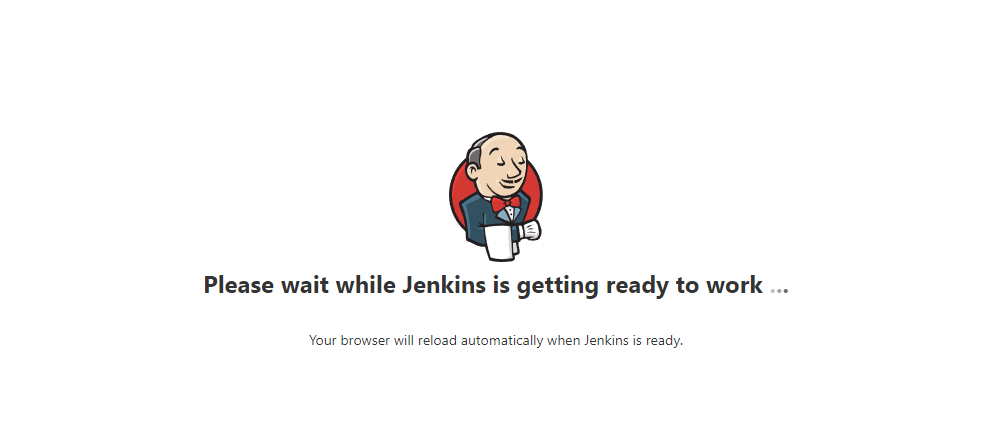 Please wait while Jenkins is getting ready to work ...
Your browser will reload automatically when Jenkins is ready.